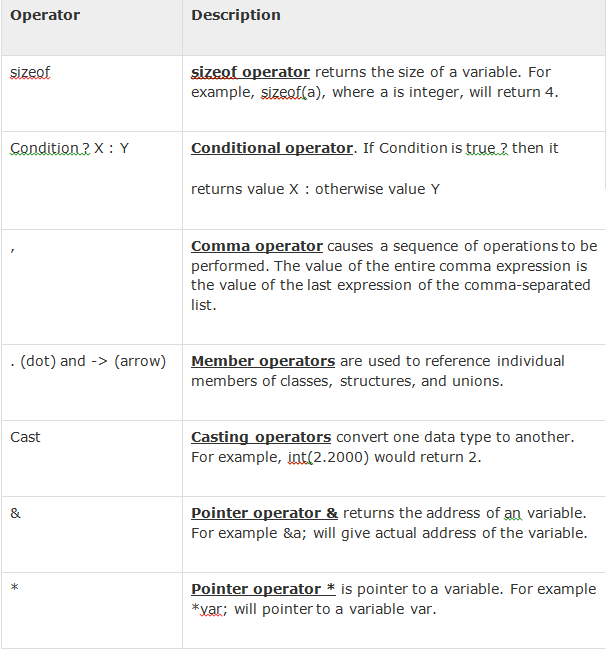 Operator Description
sizeof sizeof operator returns the size of a variable. For
example, sizeof(a), where a is integer, will return 4.
Condition ? X : Y Conditional operator. If Condition is true ? then it
returns value X : otherwise value Y
, Comma operator causes a sequence of operations to be
performed. The value of the entire comma expression is
the value of the last expression of the comma-separated
list.
. (dot) and -> (arrow) Member operators are used to reference individual
members of classes, structures, and unions.
Cast Casting operators convert one data type to another.
For example, int(2.2000) would return 2.
& Pointer operator & returns the address of an variable.
For example &a; will give actual address of the variable.
* Pointer operator * is pointer to a variable. For example
*var; will pointer to a variable var.